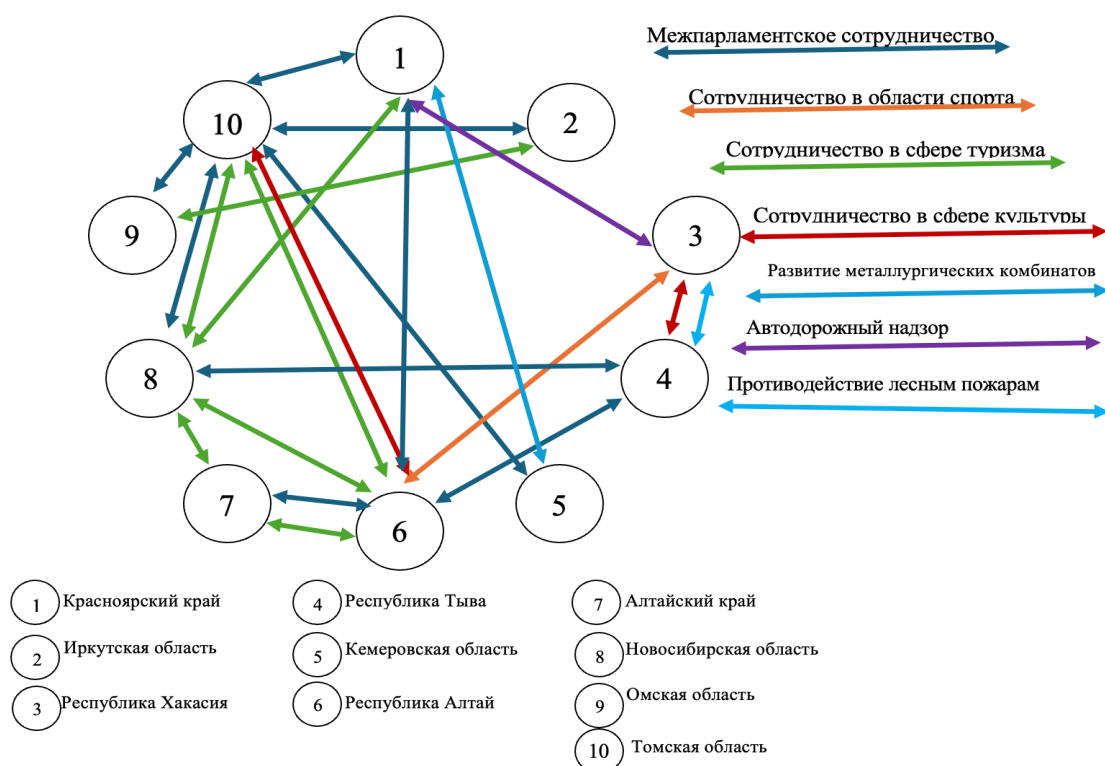 1
Межпарламентское сотрудничество
10
2
Сотрудничество в области спорта
Сотрудничество в сфере туризма
9
3
Сотрудничество в сфере культуры
Развитие металлургических комбинатов
Автодорожный надзор
8
4
Противодействие лесным пожарам
7
6
5
1 Красноярский край
4 Республика Тыва
7 Алтайский край
2 Иркутская область
5 Кемеровская область
8 Новосибирская область
3 Республика Хакасия
6 Республика Алтай
9 Омская область
10 Томская область